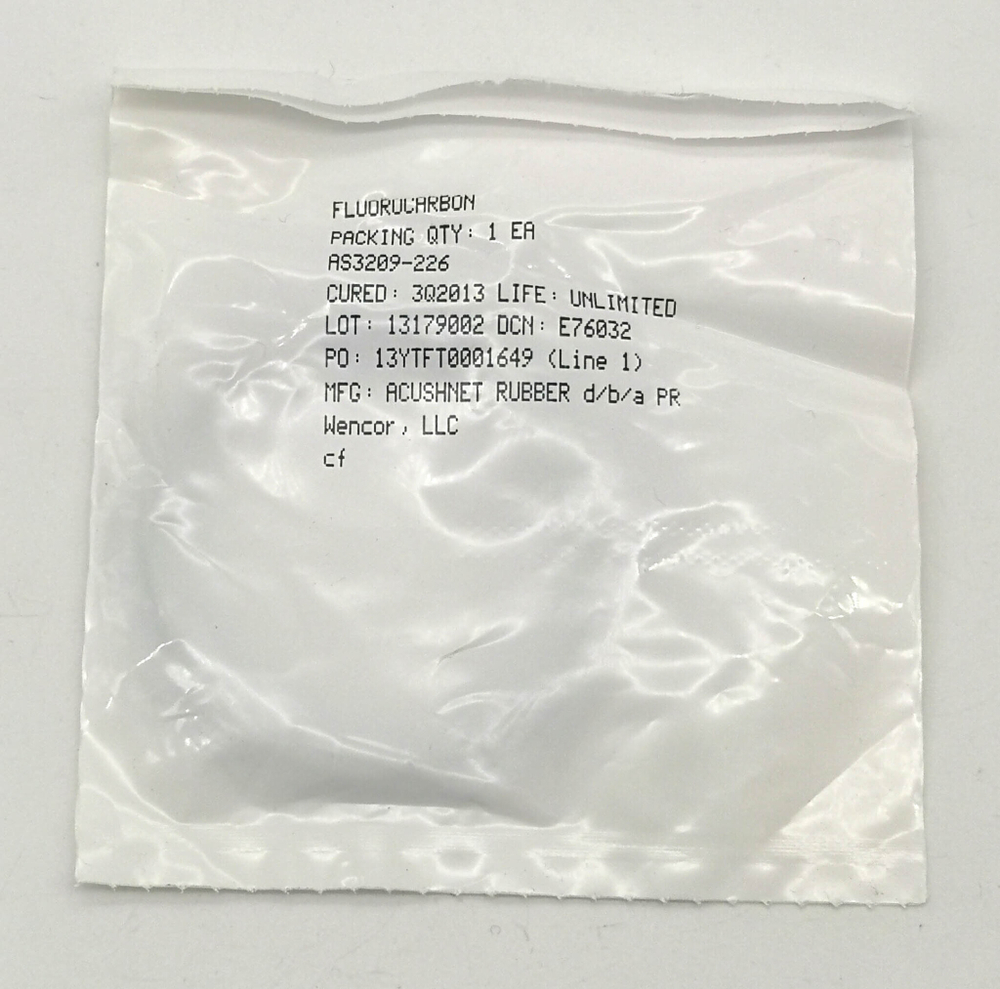 FLUOROCARBON
PACKING QTY: 1 EA
AS3209-226
CURED: 3Q2013 LIFE: UNLIMITED
LOT: 13179002 DCN: E76032
PO: 13YTFT0001649 (Line 1)
MFG: ACUSHNET RUBBER d/b/a PR
Wencor, LLC
cf